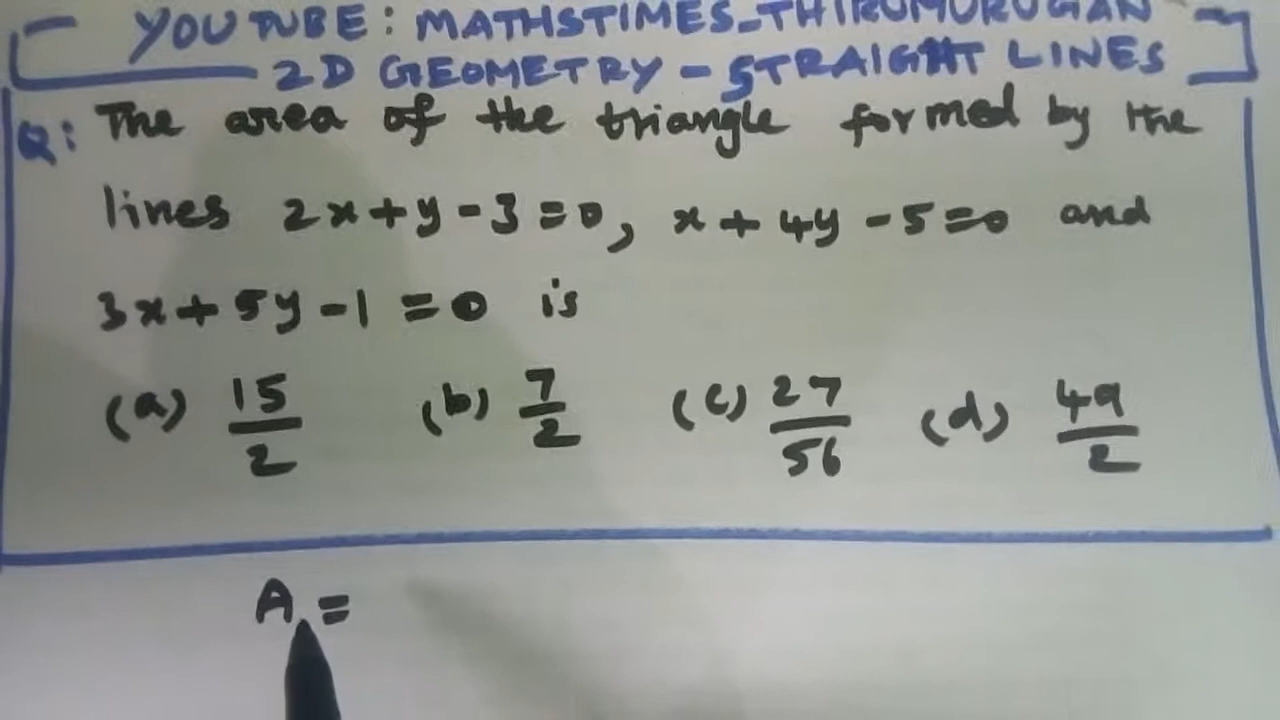 YOUTUBE: MATHSTIMES_THIRUMURUGAN
2D GEOMETRY - STRAIGHT LINES
Q: The area of the triangle formed by the
lines 2x+y-3=0, x+4y-5=0 and
3x+5y-1=0 is
(a) 15/2 (b) 7/2 (c) 27/56 (d) 49/2
A =